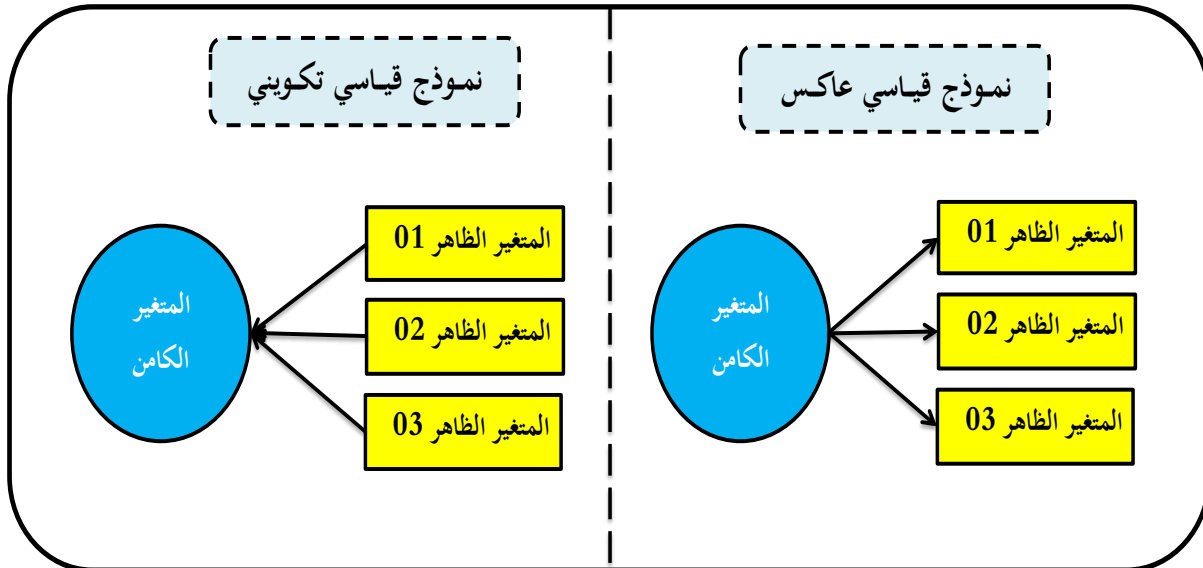 نموذج قياسي عاكس
المتغير الظاهر 01
المتغير الظاهر 02
المتغير الظاهر 03
المتغير
الكامن
نموذج قياسي تكويني
المتغير الظاهر 01
المتغير الظاهر 02
المتغير الظاهر 03
المتغير
الكامن